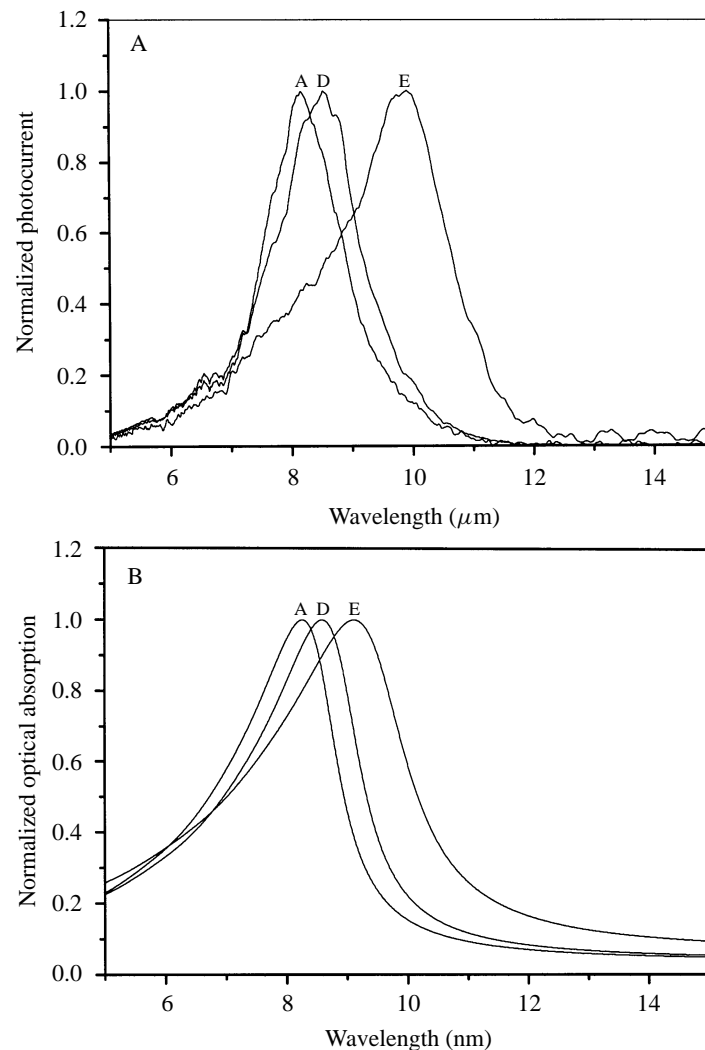 1.2
A
A D E
1.0
0.8
0.6
0.4
0.2
0.0
Normalized photocurrent
6 8 10 12 14
Wavelength (μm)
1.2
B
A D E
1.0
0.8
0.6
0.4
0.2
0.0
Normalized optical absorption
6 8 10 12 14
Wavelength (nm)